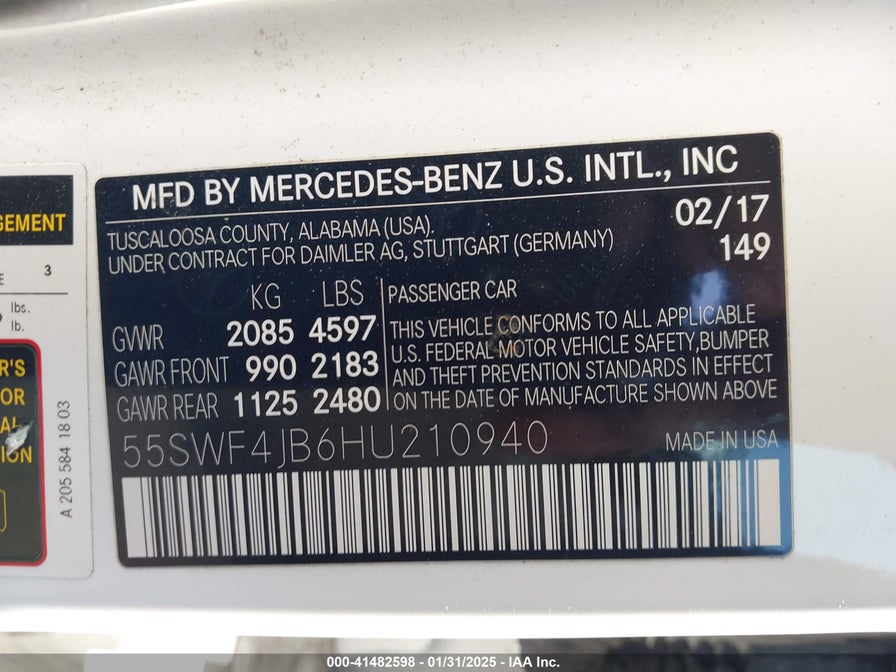 MFD BY MERCEDES-BENZ U.S. INTL., INC
TUSCALOOSA COUNTY, ALABAMA (USA).
UNDER CONTRACT FOR DAIMLER AG, STUTTGART (GERMANY)
02/17
149
KG LBS
GVWR 2085 4597
GAWR FRONT 990 2183
GAWR REAR 1125 2480
PASSENGER CAR
THIS VEHICLE CONFORMS TO ALL APPLICABLE
U.S. FEDERAL MOTOR VEHICLE SAFETY,BUMPER
AND THEFT PREVENTION STANDARDS IN EFFECT
ON THE DATE OF MANUFACTURE SHOWN ABOVE
55SWF4JB6HU210940
MADE IN USA
GEMENT
3
lbs.
lb.
ER'S
OR
ION
A 205 584 18 03
000-41482598 - 01/31/2025 - IAA Inc.